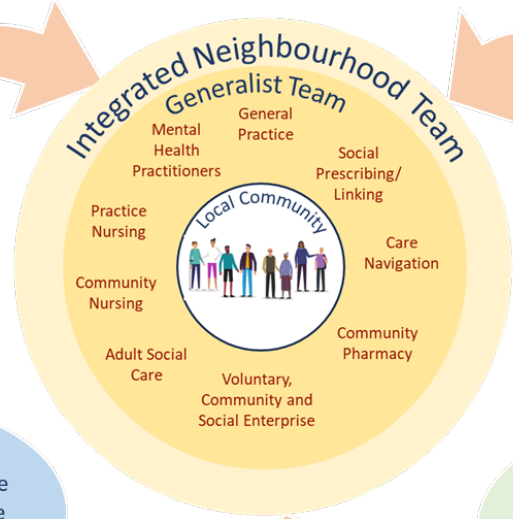 Integrated Neighbourhood Team
Generalist Team
General
Practice
Mental
Health
Practitioners
Social
Prescribing/
Linking
Practice
Nursing
Local Community
Care
Navigation
Community
Nursing
Community
Pharmacy
Adult Social
Care
Voluntary,
Community and
Social Enterprise